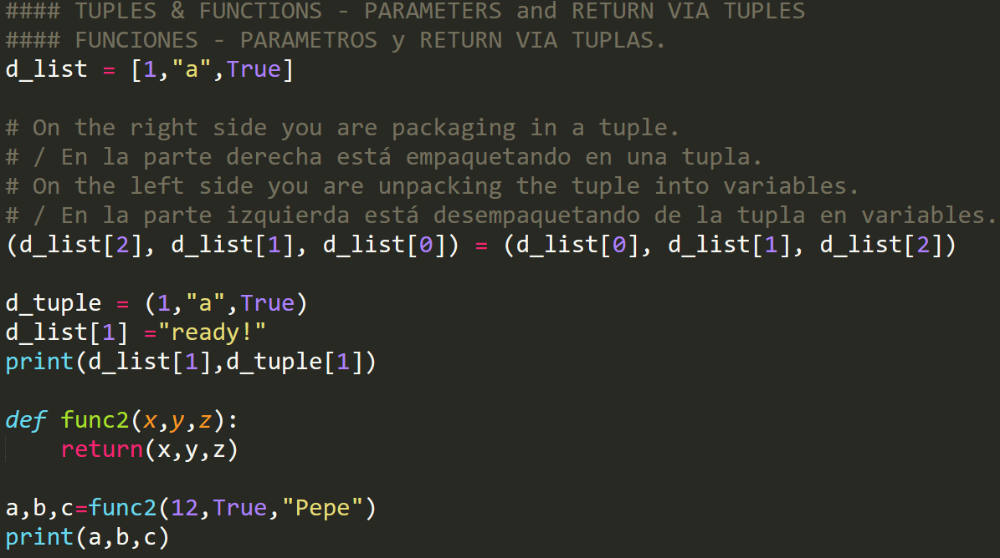 #### TUPLES & FUNCTIONS - PARAMETERS and RETURN VIA TUPLES
#### FUNCIONES - PARAMETROS y RETURN VIA TUPLAS.
d_list = [1,"a",True]
# On the right side you are packaging in a tuple.
# / En la parte derecha está empaquetando en una tupla.
# On the left side you are unpacking the tuple into variables.
# / En la parte izquierda está desempaquetando de la tupla en variables.
(d_list[2], d_list[1], d_list[0]) = (d_list[0], d_list[1], d_list[2])
d_tuple = (1,"a",True)
d_list[1] ="ready!"
print(d_list[1],d_tuple[1])
def func2(x,y,z):
    return(x,y,z)
a,b,c=func2(12,True,"Pepe")
print(a,b,c)